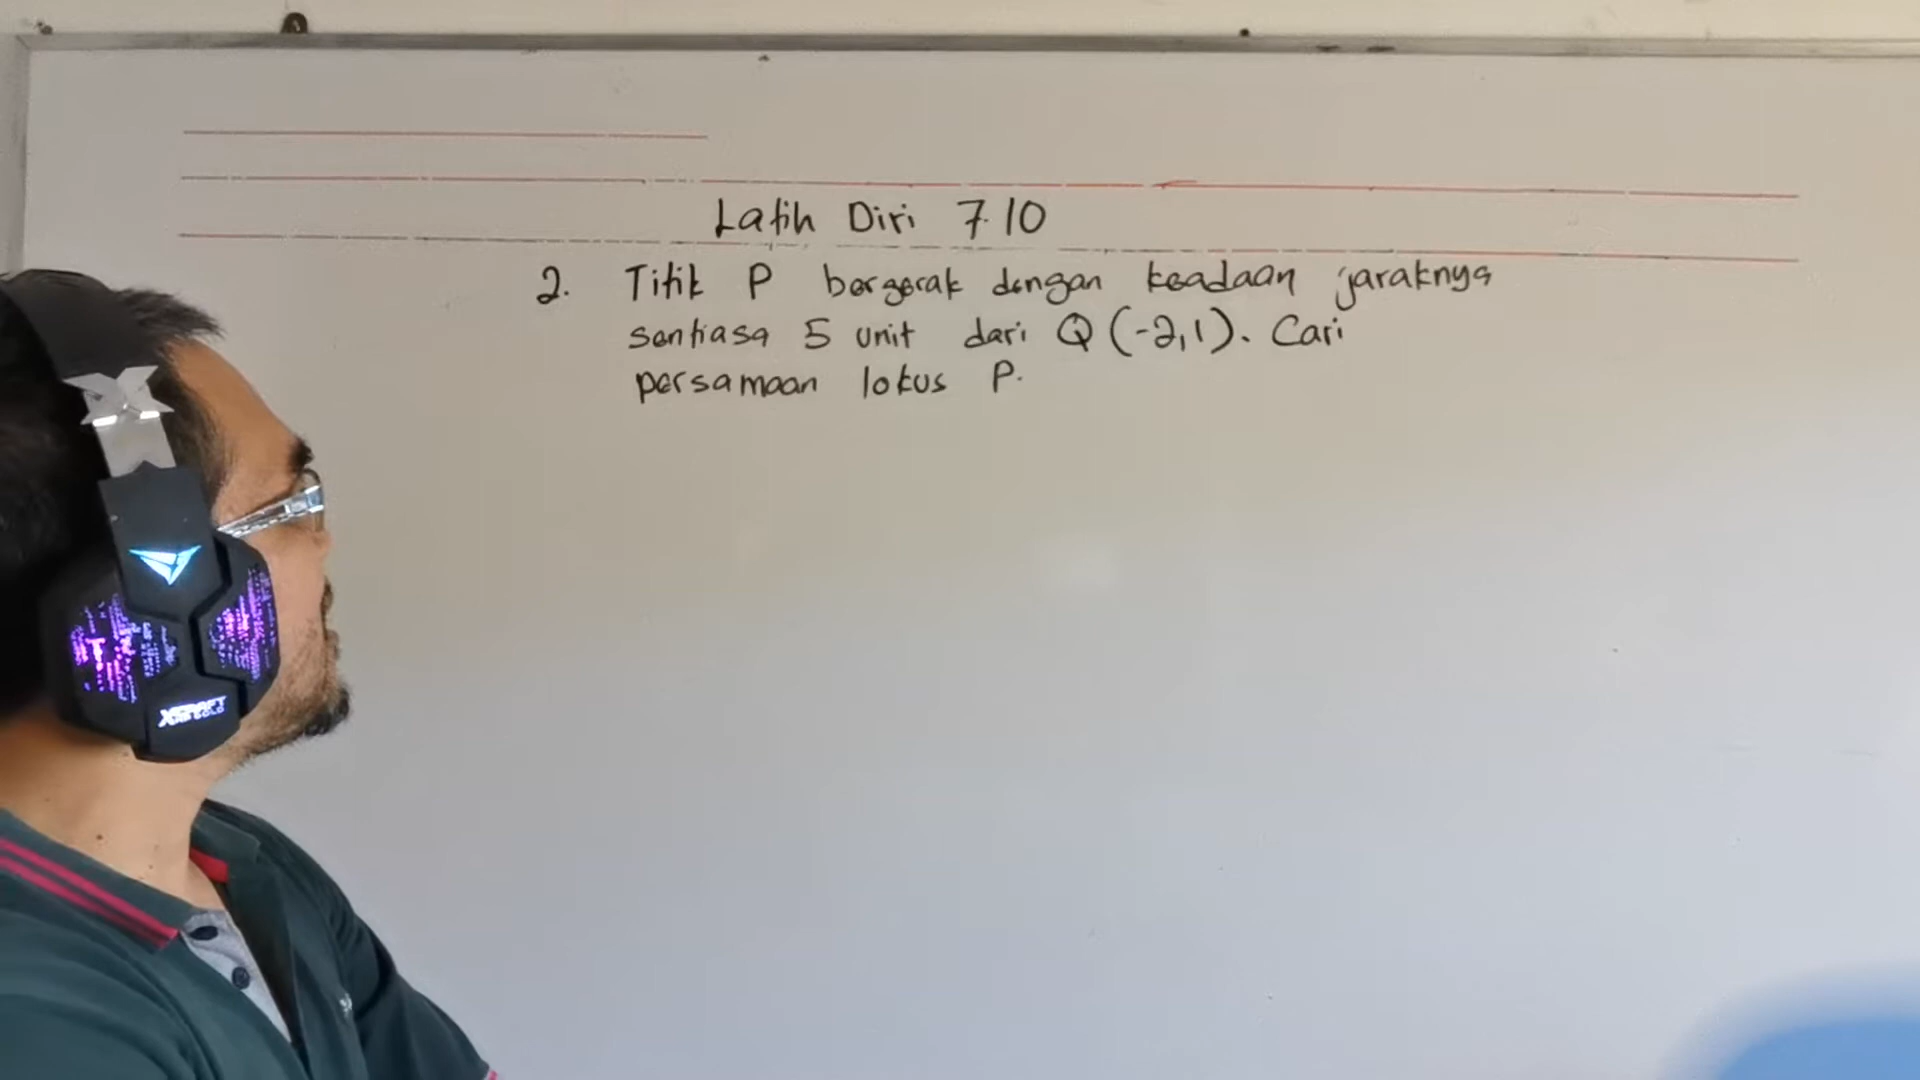 Latih Diri 7.10
2. Titik P bergerak dengan keadaan jaraknya
sentiasa 5 unit dari Q (-2,1). Cari
persamaan lokus P.
XCRAFT